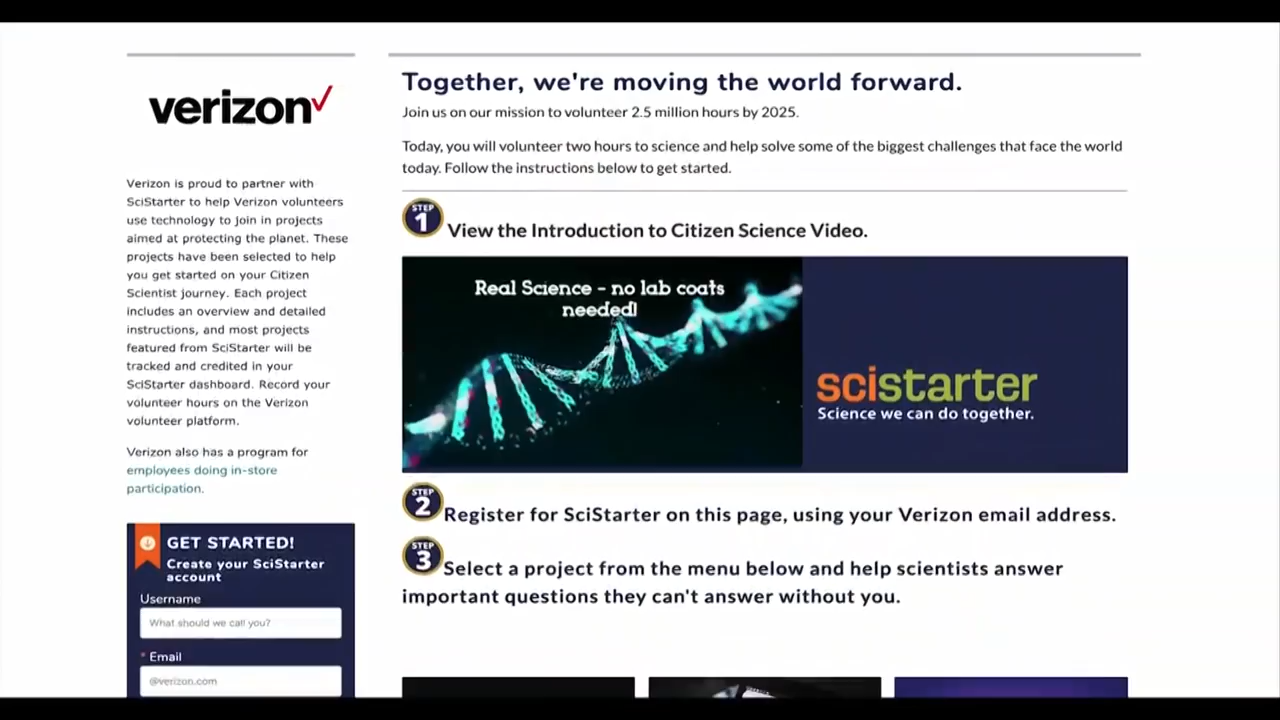 verizon
Verizon is proud to partner with
SciStarter to help Verizon volunteers
use technology to join in projects
aimed at protecting the planet. These
projects have been selected to help
you get started on your Citizen
Scientist journey. Each project
includes an overview and detailed
instructions, and most projects
featured from SciStarter will be
tracked and credited in your
SciStarter dashboard. Record your
volunteer hours on the Verizon
volunteer platform.
Verizon also has a program for
employees doing in-store
participation.
GET STARTED!
Create your SciStarter
account
Username
What should we call you?
* Email
@verizon.com
Together, we're moving the world forward.
Join us on our mission to volunteer 2.5 million hours by 2025.
Today, you will volunteer two hours to science and help solve some of the biggest challenges that face the world
today. Follow the instructions below to get started.
STEP
1 View the Introduction to Citizen Science Video.
Real Science - no lab coats
needed!
scistarter
Science we can do together.
STEP
2 Register for SciStarter on this page, using your Verizon email address.
STEP
3 Select a project from the menu below and help scientists answer
important questions they can't answer without you.